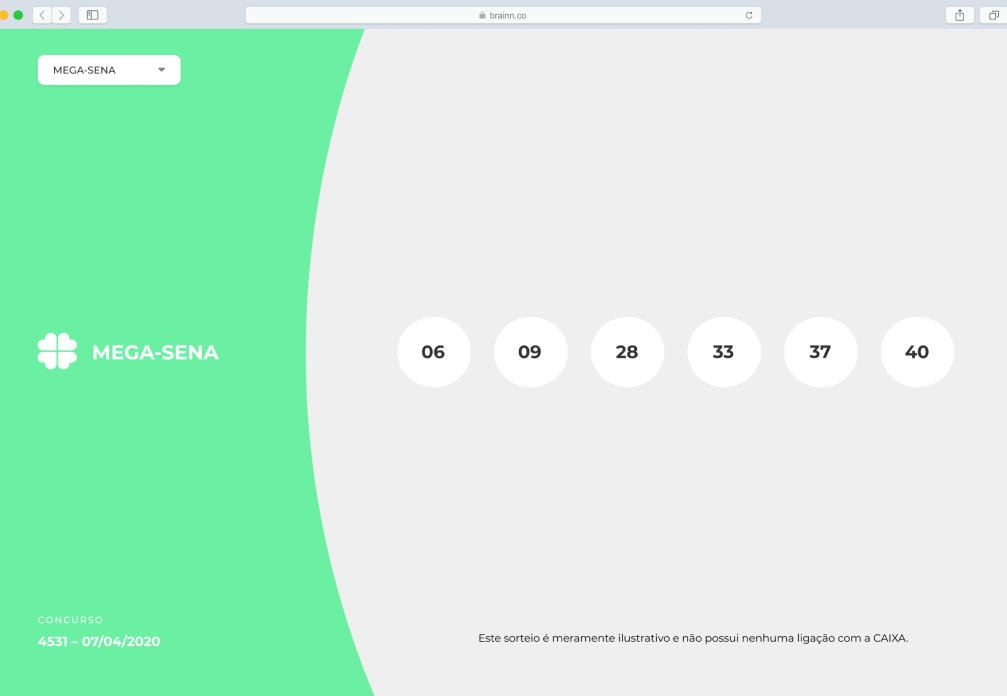 brainn.co
MEGA-SENA
MEGA-SENA
06 09 28 33 37 40
CONCURSO
4531 – 07/04/2020
Este sorteio é meramente ilustrativo e não possui nenhuma ligação com a CAIXA.